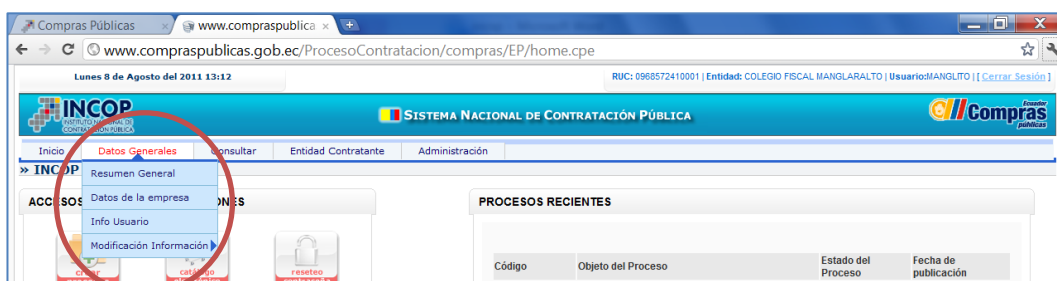 Compras Públicas
www.compraspublica
www.compraspublicas.gob.ec/ProcesoContratacion/compras/EP/home.cpe
Lunes 8 de Agosto del 2011 13:12
RUC: 0968572410001 | Entidad: COLEGIO FISCAL MANGLARALTO | Usuario:MANGLITO | [ Cerrar Sesión ]
INCOP
INSTITUTO NACIONAL DE
CONTRATACIÓN PÚBLICA
SISTEMA NACIONAL DE CONTRATACIÓN PÚBLICA
Ecuador
Compras
públicas
Inicio Datos Generales Consultar Entidad Contratante Administración
» INCOP
Resumen General
Datos de la empresa
Info Usuario
Modificación Información
ACCESOS ONES
PROCESOS RECIENTES
crear
catálogo
reseteo
Código Objeto del Proceso Estado del Proceso Fecha de publicación